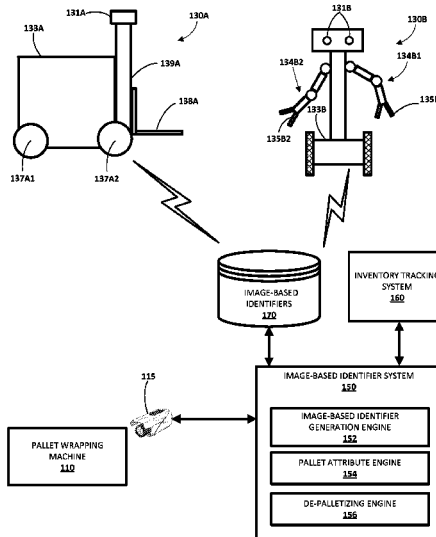 131A
130A
133A
139A
138A
137A1
137A2
131B
130B
134B2
134B1
133B
135B2
IMAGE-BASED
IDENTIFIERS
170
INVENTORY TRACKING
SYSTEM
160
115
PALLET WRAPPING
MACHINE
110
IMAGE-BASED IDENTIFIER SYSTEM
150
IMAGE-BASED IDENTIFIER
GENERATION ENGINE
152
PALLET ATTRIBUTE ENGINE
154
DE-PALLETIZING ENGINE
156